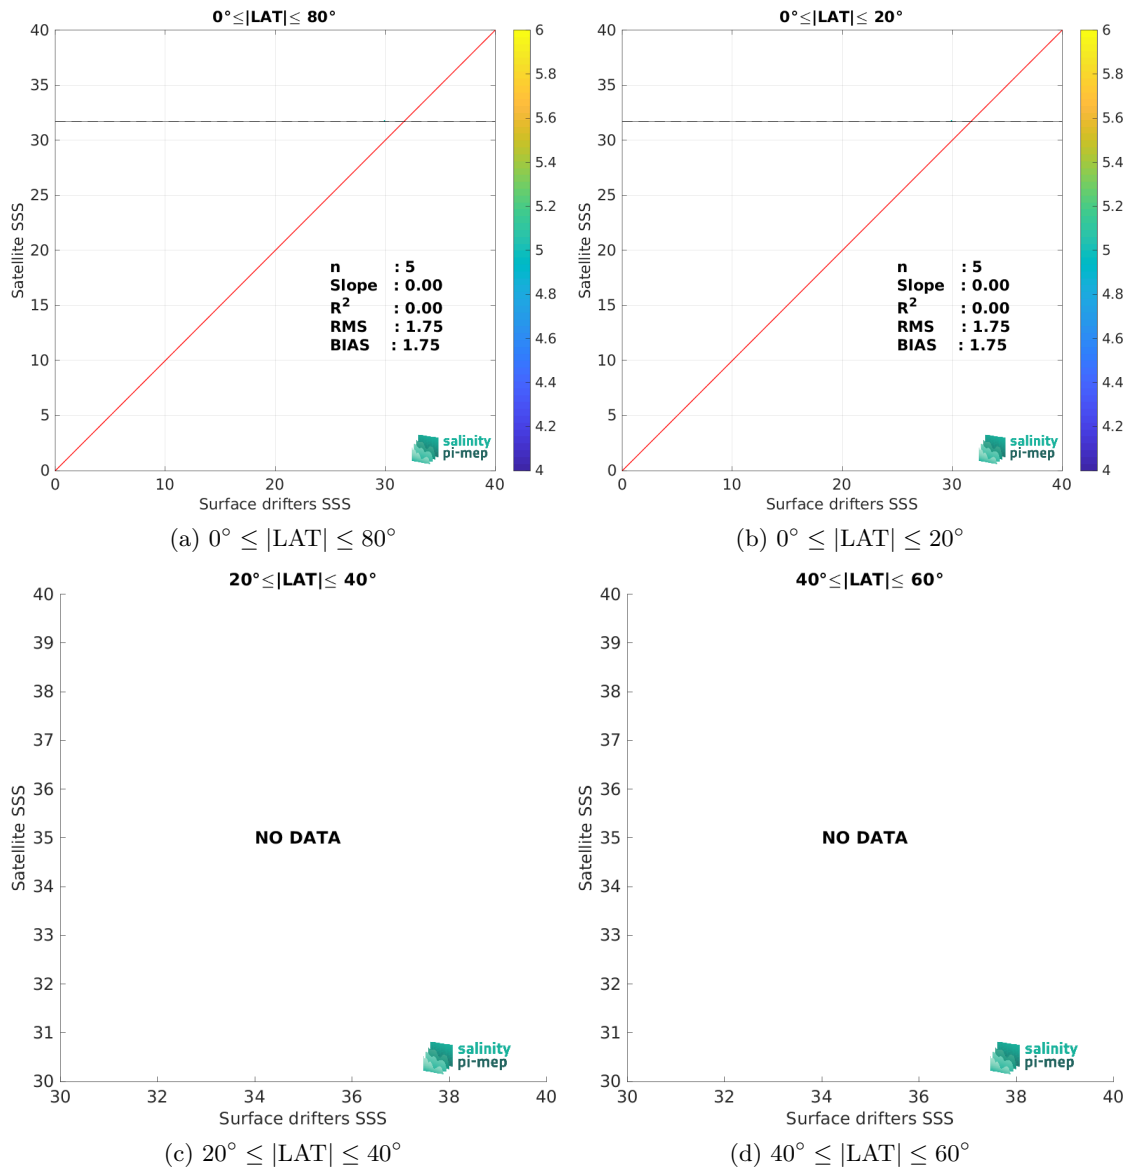 0°≤|LAT|≤ 80°
40
35
30
25
20
15
10
5
0
Satellite SSS
n : 5
Slope : 0.00
R² : 0.00
RMS : 1.75
BIAS : 1.75
salinity
pi-mep
0 10 20 30 40
Surface drifters SSS
6
5.8
5.6
5.4
5.2
5
4.8
4.6
4.4
4.2
4
(a) 0° ≤ |LAT| ≤ 80°
0°≤|LAT|≤ 20°
40
35
30
25
20
15
10
5
0
Satellite SSS
n : 5
Slope : 0.00
R² : 0.00
RMS : 1.75
BIAS : 1.75
salinity
pi-mep
0 10 20 30 40
Surface drifters SSS
6
5.8
5.6
5.4
5.2
5
4.8
4.6
4.4
4.2
4
(b) 0° ≤ |LAT| ≤ 20°
20°≤|LAT|≤ 40°
40
39
38
37
36
35
34
33
32
31
30
Satellite SSS
NO DATA
salinity
pi-mep
30 32 34 36 38 40
Surface drifters SSS
(c) 20° ≤ |LAT| ≤ 40°
40°≤|LAT|≤ 60°
40
39
38
37
36
35
34
33
32
31
30
Satellite SSS
NO DATA
salinity
pi-mep
30 32 34 36 38 40
Surface drifters SSS
(d) 40° ≤ |LAT| ≤ 60°